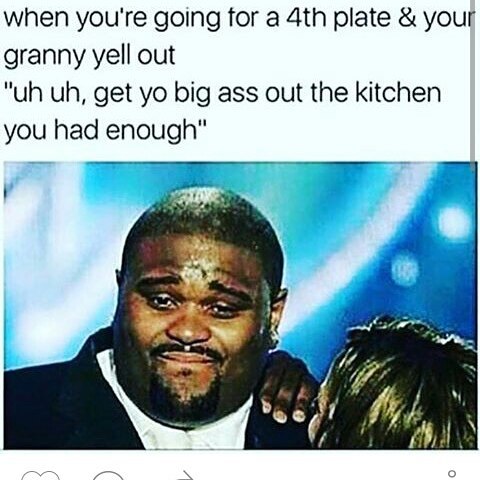 when you're going for a 4th plate & your
granny yell out
"uh uh, get yo big ass out the kitchen
you had enough"